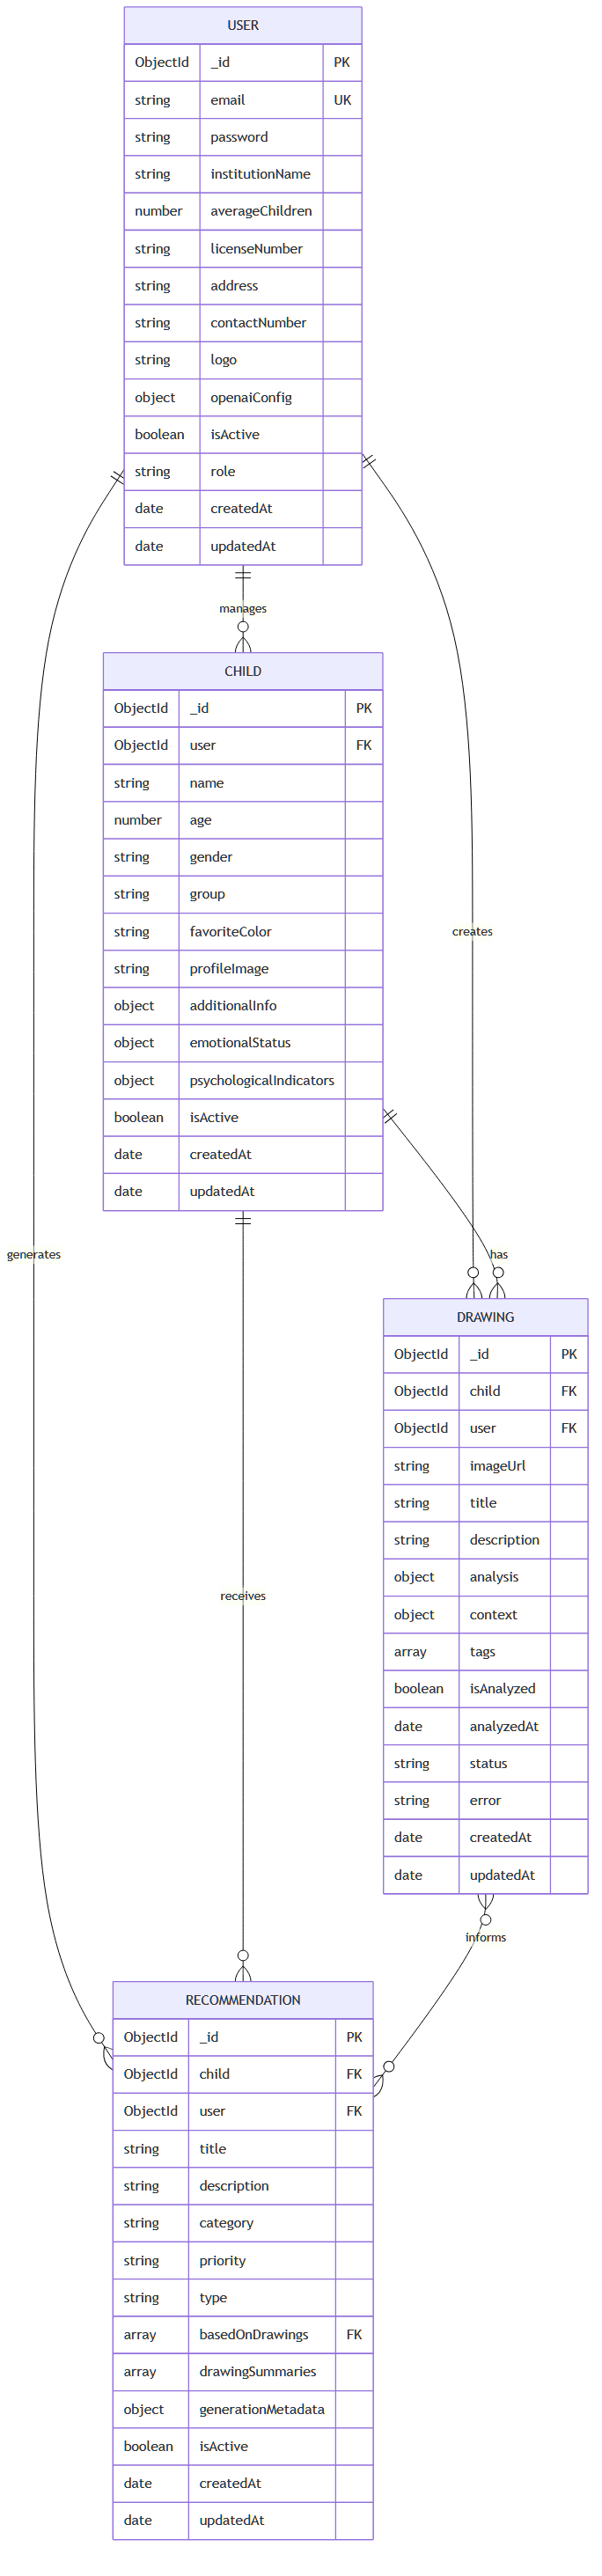 USER
ObjectId _id PK
string email UK
string password
string institutionName
number averageChildren
string licenseNumber
string address
string contactNumber
string logo
object openaiConfig
boolean isActive
string role
date createdAt
date updatedAt
manages
CHILD
ObjectId _id PK
ObjectId user FK
string name
number age
string gender
string group
string favoriteColor
string profileImage
object additionalInfo
object emotionalStatus
object psychologicalIndicators
boolean isActive
date createdAt
date updatedAt
creates
generates
has
DRAWING
ObjectId _id PK
ObjectId child FK
ObjectId user FK
string imageUrl
string title
string description
object analysis
object context
array tags
boolean isAnalyzed
date analyzedAt
string status
string error
date createdAt
date updatedAt
receives
informs
RECOMMENDATION
ObjectId _id PK
ObjectId child FK
ObjectId user FK
string title
string description
string category
string priority
string type
array basedOnDrawings FK
array drawingSummaries
object generationMetadata
boolean isActive
date createdAt
date updatedAt